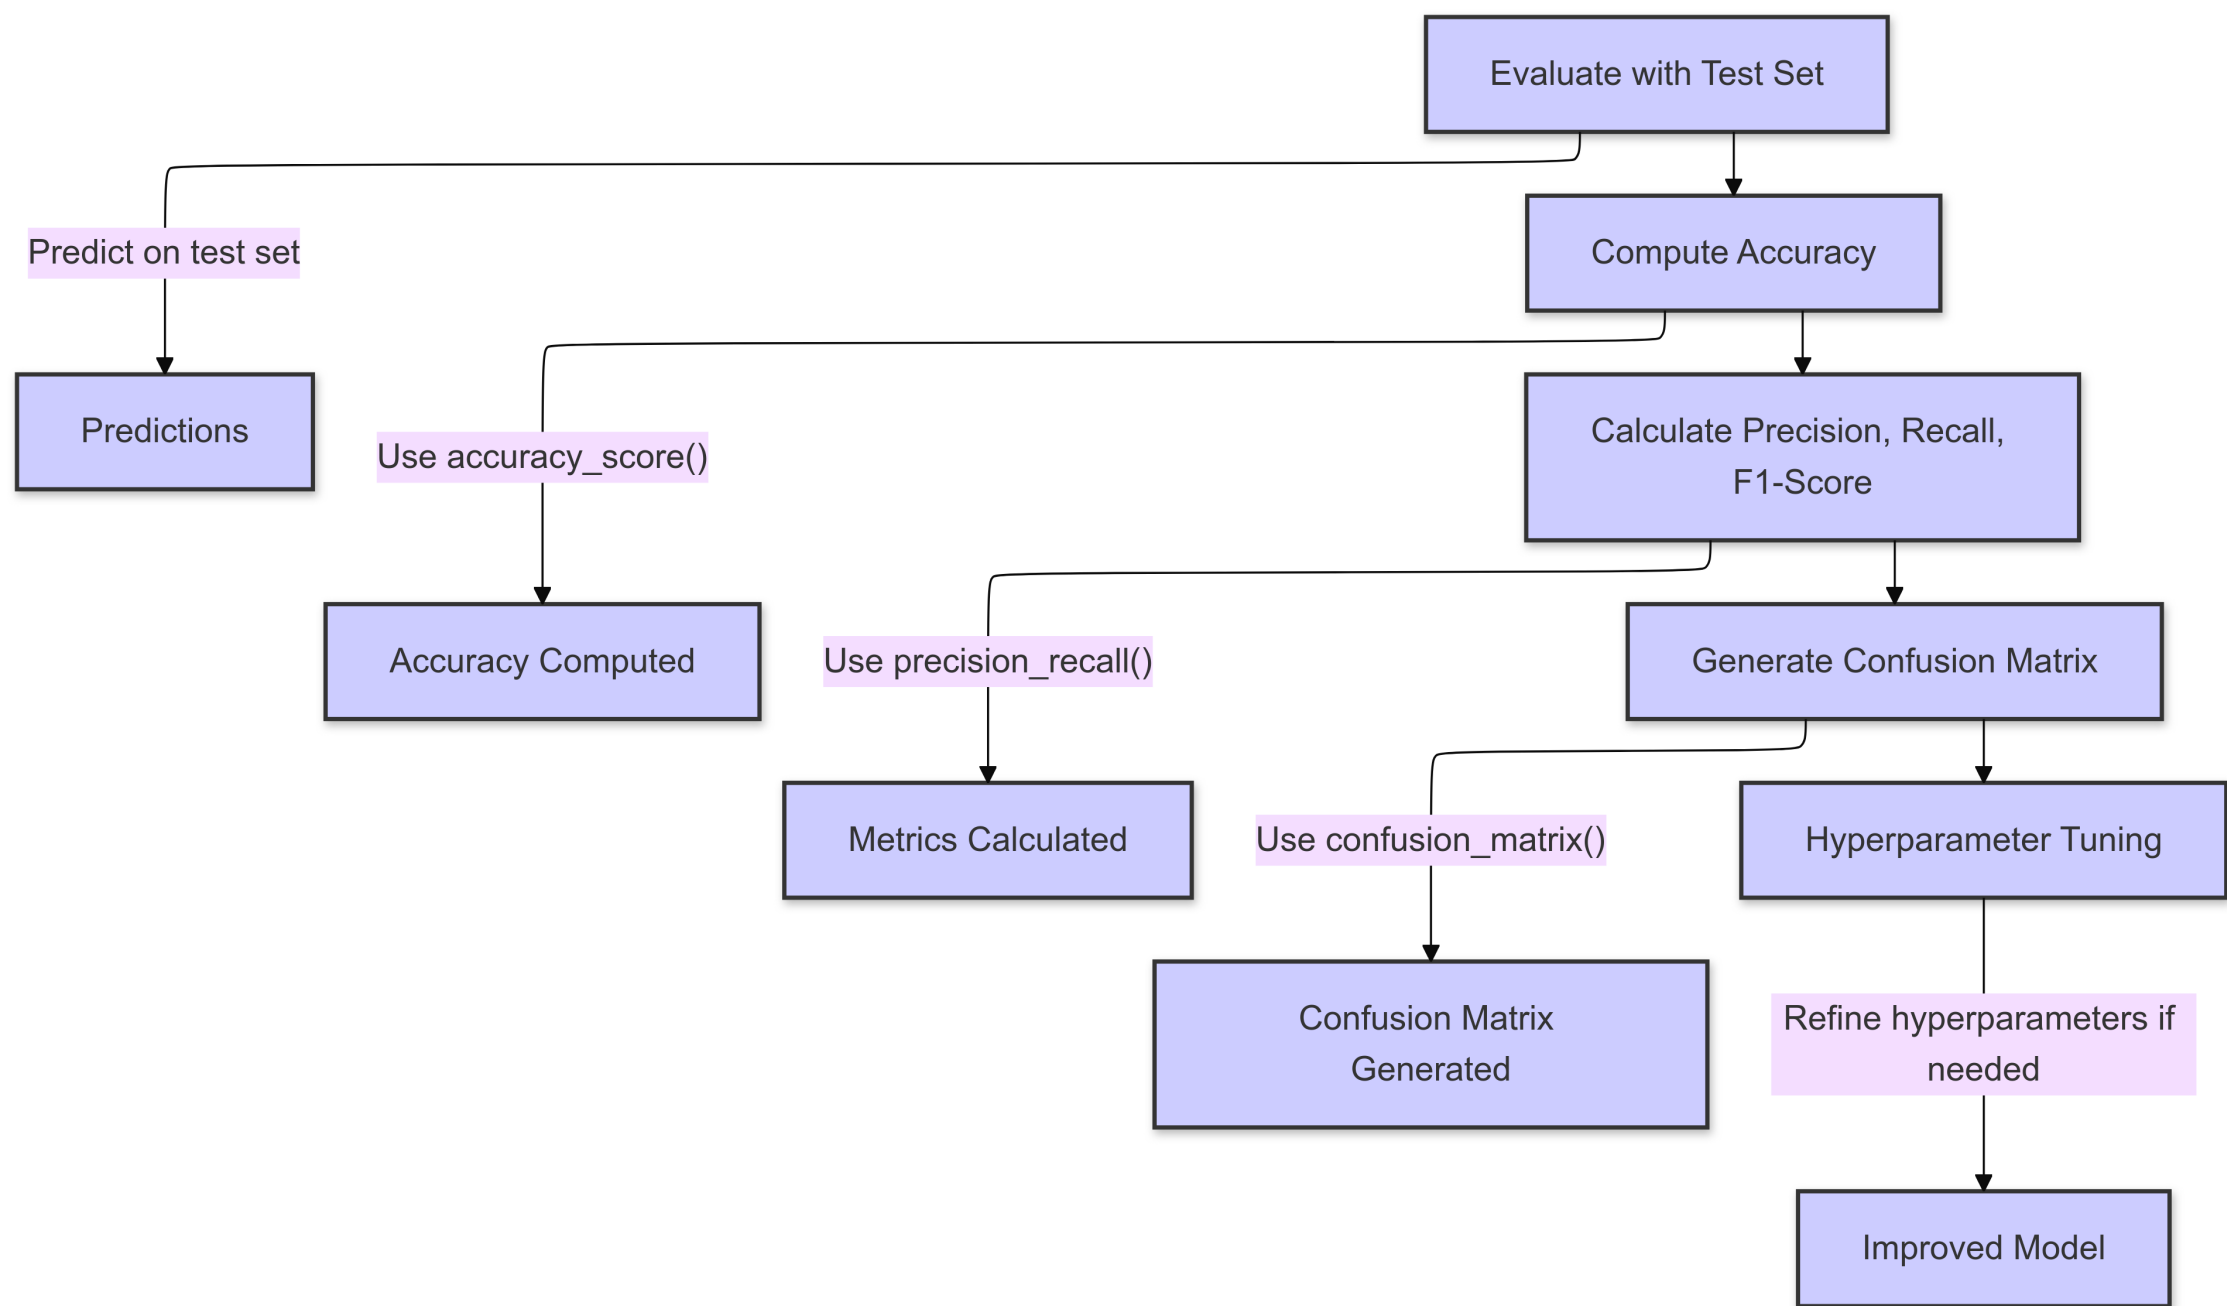 Evaluate with Test Set
Predict on test set
Compute Accuracy
Predictions
Use accuracy_score()
Calculate Precision, Recall,
F1-Score
Accuracy Computed
Use precision_recall()
Generate Confusion Matrix
Metrics Calculated
Use confusion_matrix()
Hyperparameter Tuning
Confusion Matrix
Generated
Refine hyperparameters if
needed
Improved Model